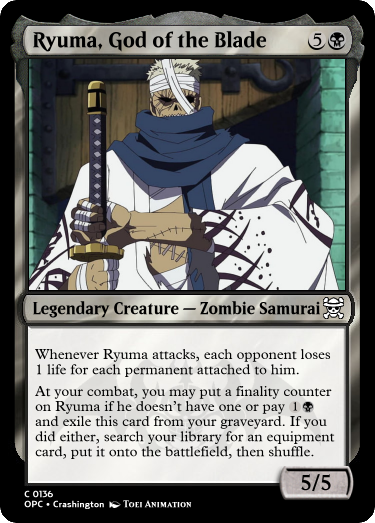 Ryuma, God of the Blade 5
Legendary Creature — Zombie Samurai
Whenever Ryuma attacks, each opponent loses
1 life for each permanent attached to him.
At your combat, you may put a finality counter
on Ryuma if he doesn't have one or pay 1
and exile this card from your graveyard. If you
did either, search your library for an equipment
card, put it onto the battlefield, then shuffle.
5/5
C 0136
OPC • Crashington TOEI ANIMATION